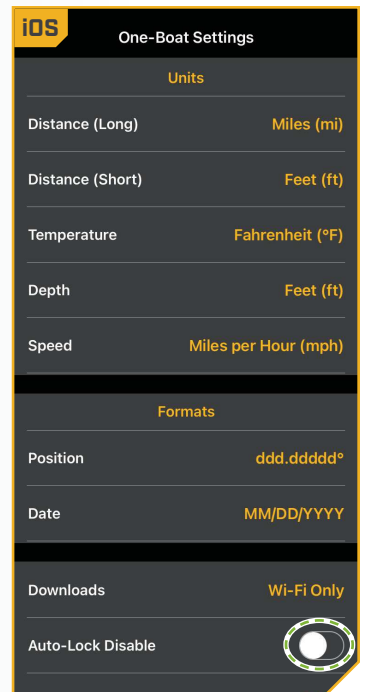 iOS
One-Boat Settings
Units
Distance (Long) Miles (mi)
Distance (Short) Feet (ft)
Temperature Fahrenheit (°F)
Depth Feet (ft)
Speed Miles per Hour (mph)
Formats
Position ddd.ddddd°
Date MM/DD/YYYY
Downloads Wi-Fi Only
Auto-Lock Disable